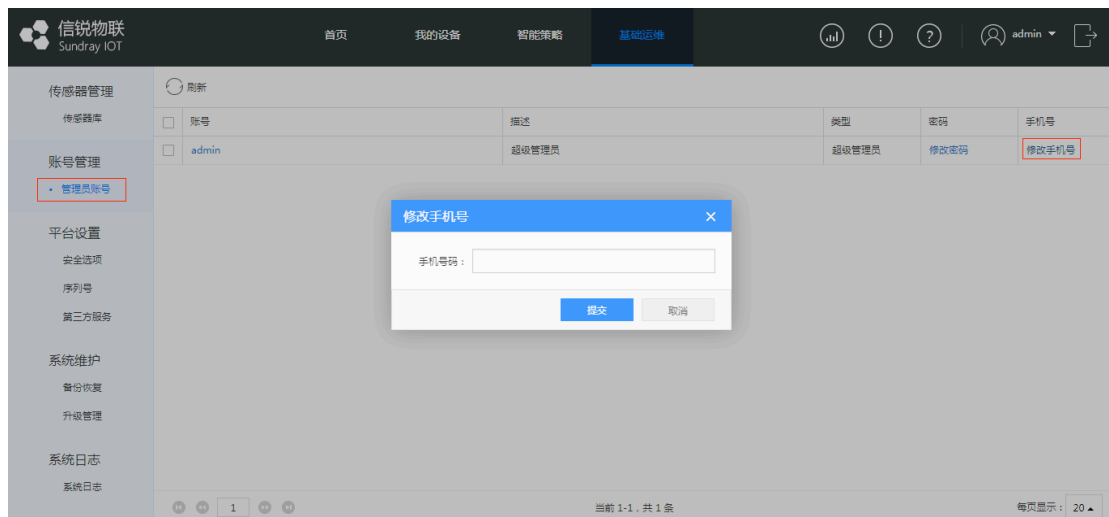 信锐物联
Sundray IOT
首页
我的设备
智能策略
基础运维
admin
传感器管理
传感器库
账号管理
管理员账号
平台设置
安全选项
序列号
第三方服务
系统维护
备份恢复
升级管理
系统日志
系统日志
刷新
账号 描述 类型 密码 手机号
admin 超级管理员 超级管理员 修改密码 修改手机号
修改手机号
手机号码：
提交 取消
1 当前 1-1，共 1 条 每页显示： 20